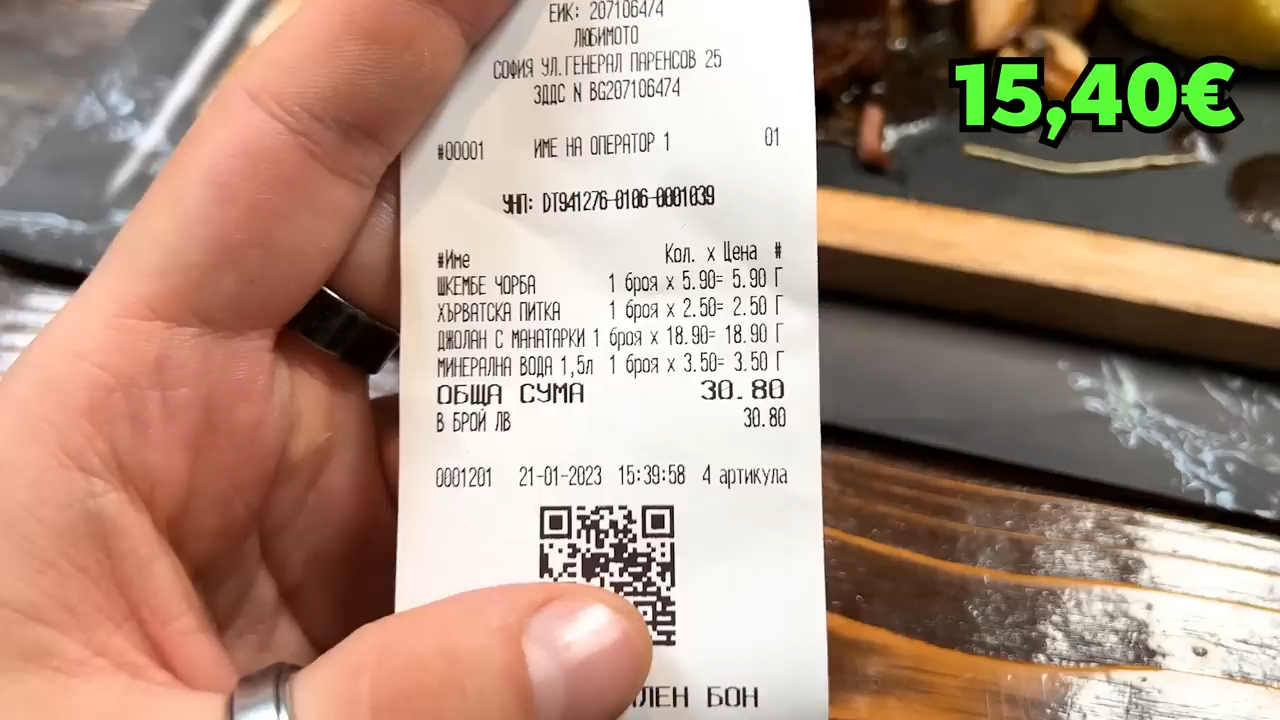 ЕИК: 207106474
ЛЮБИМОТО
СОФИЯ УЛ.ГЕНЕРАЛ ПАРЕНСОВ 25
ЗДДС N BG207106474
#00001 ИМЕ НА ОПЕРАТОР 1 01
УНП: DT941276-0106-0001039
#Име Кол. x Цена #
ШКЕМБЕ ЧОРБА 1 броя x 5.90= 5.90 Г
ХЪРВАТСКА ПИТКА 1 броя x 2.50= 2.50 Г
ДЖОЛАН С МАНАТАРКИ 1 броя x 18.90= 18.90 Г
МИНЕРАЛНА ВОДА 1,5л 1 броя x 3.50= 3.50 Г
ОБЩА СУМА 30.80
В БРОЙ ЛВ 30.80
0001201 21-01-2023 15:39:58 4 артикула
БОН
15,40€